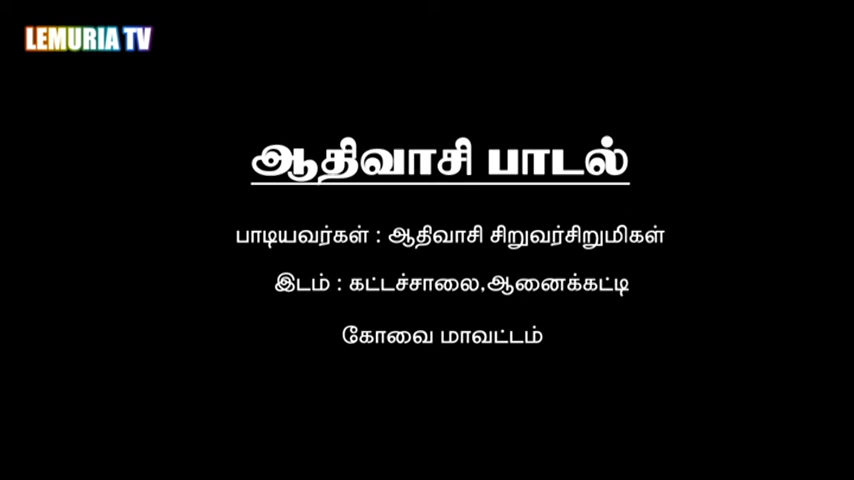 LEMURIA TV
ஆதிவாசி பாடல்
பாடியவர்கள் : ஆதிவாசி சிறுவர்சிறுமிகள்
இடம் : கட்டச்சாலை,ஆனைக்கட்டி
கோவை மாவட்டம்